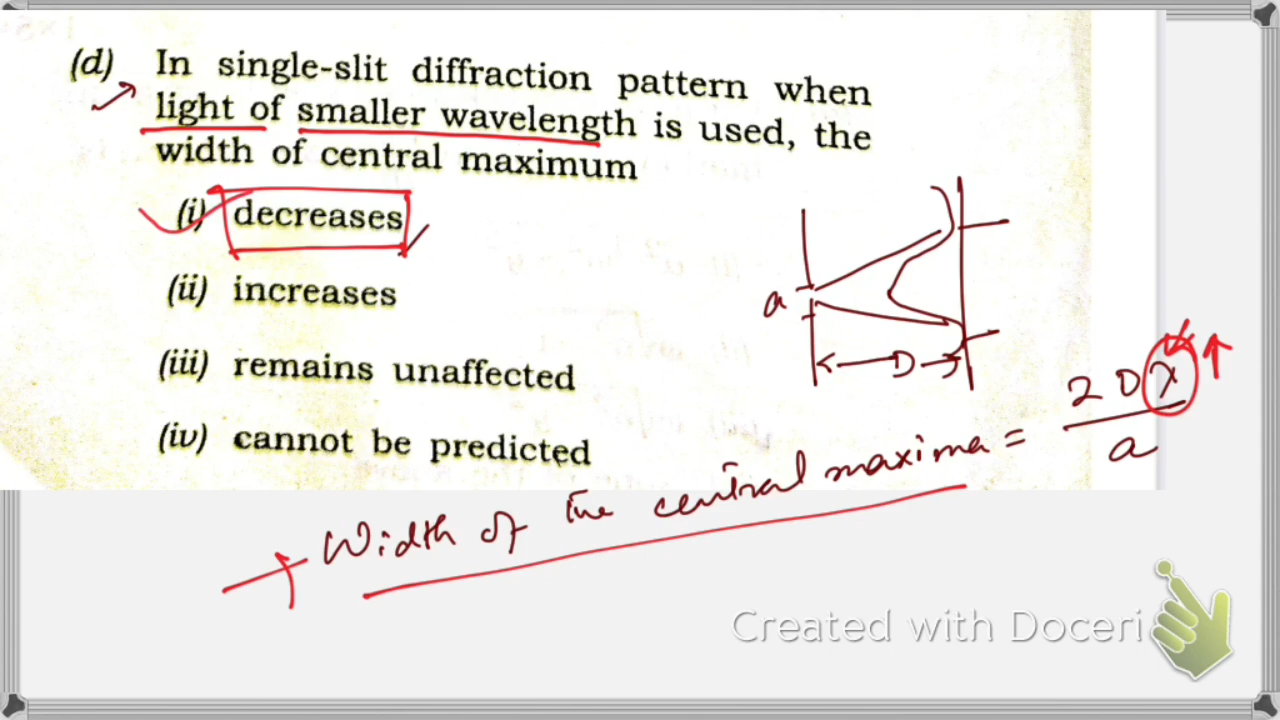 (d) In single-slit diffraction pattern when
light of smaller wavelength is used, the
width of central maximum
(i) decreases
(ii) increases
(iii) remains unaffected
(iv) cannot be predicted
a
D
Width of the central maxima = 2Dλ
a
Created with Doceri